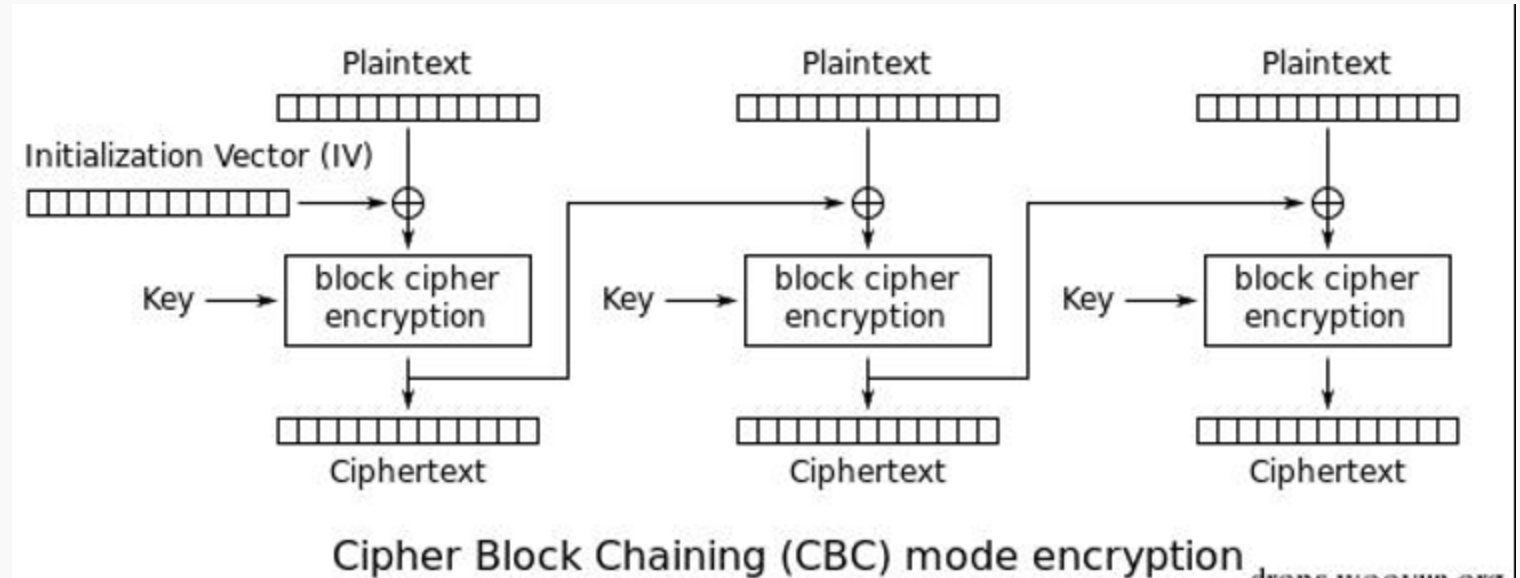 Plaintext
Plaintext
Plaintext
Initialization Vector (IV)
Key
block cipher
encryption
Key
block cipher
encryption
Key
block cipher
encryption
Ciphertext
Ciphertext
Ciphertext
Cipher Block Chaining (CBC) mode encryption